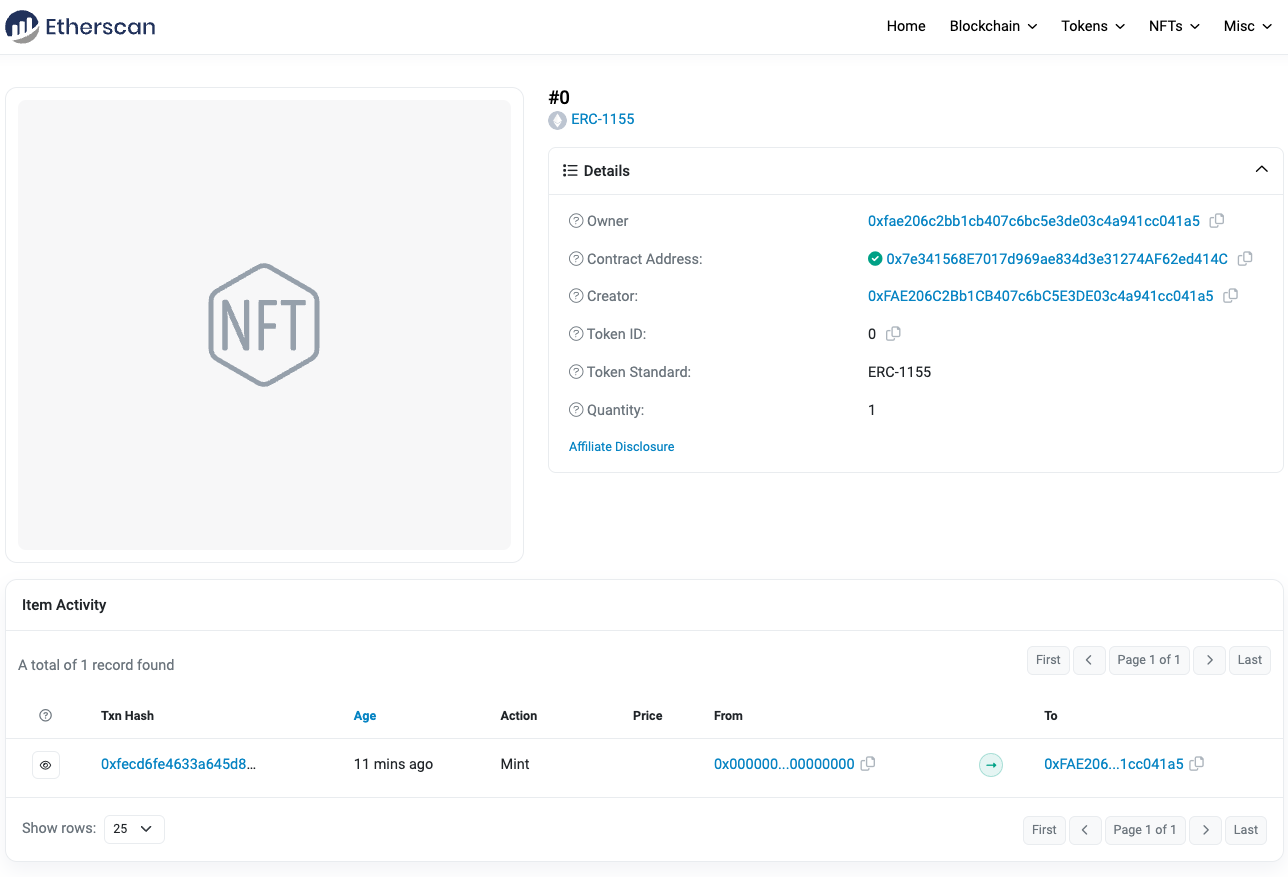 Etherscan
Home Blockchain Tokens NFTs Misc
NFT
#0
ERC-1155
Details
Owner 0xfae206c2bb1cb407c6bc5e3de03c4a941cc041a5
Contract Address: 0x7e341568E7017d969ae834d3e31274AF62ed414C
Creator: 0xFAE206C2Bb1CB407c6bC5E3DE03c4a941cc041a5
Token ID: 0
Token Standard: ERC-1155
Quantity: 1
Affiliate Disclosure
Item Activity
A total of 1 record found First Page 1 of 1 Last
Txn Hash Age Action Price From To
0xfecd6fe4633a645d8... 11 mins ago Mint 0x000000...00000000 0xFAE206...1cc041a5
Show rows: 25 First Page 1 of 1 Last